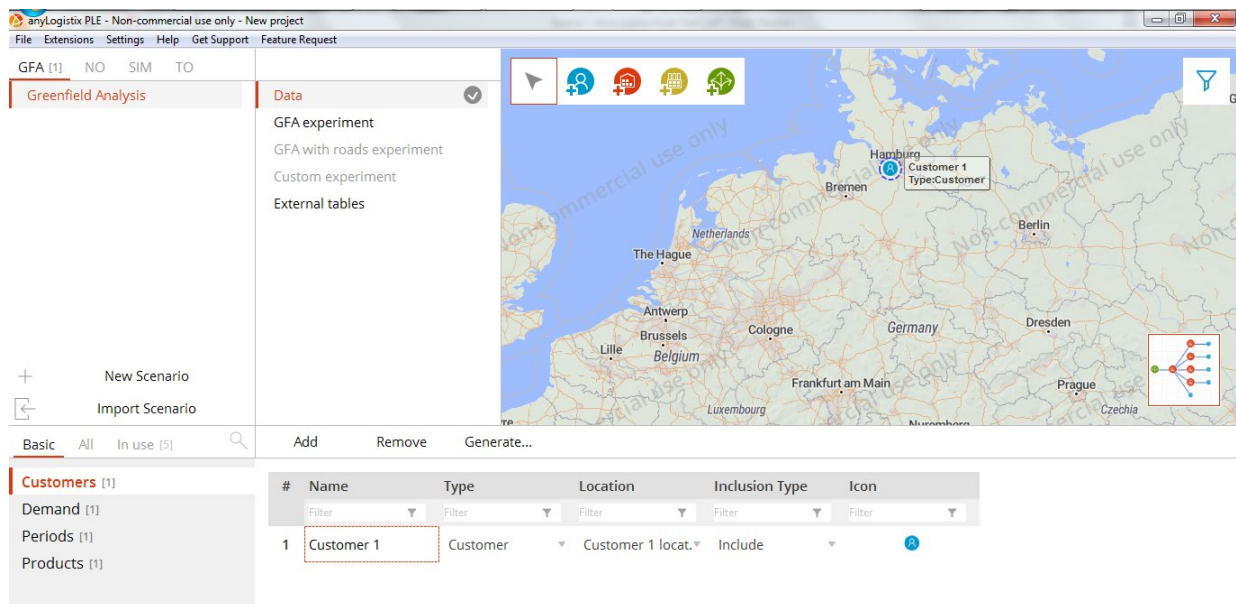 anyLogistix PLE - Non-commercial use only - New project
File Extensions Settings Help Get Support Feature Request
GFA [1] NO SIM TO
Greenfield Analysis
New Scenario
Import Scenario
Data
GFA experiment
GFA with roads experiment
Custom experiment
External tables
Non-commercial use only
Hamburg
Customer 1
Type:Customer
Bremen
Berlin
Netherlands
The Hague
Antwerp
Brussels
Cologne
Germany
Dresden
Lille
Belgium
Frankfurt am Main
Prague
Luxembourg
Czechia
Nuremberg
Basic All In use [5]
Customers [1]
Demand [1]
Periods [1]
Products [1]
Add Remove Generate...
# Name Type Location Inclusion Type Icon
Filter Filter Filter Filter Filter
1 Customer 1 Customer Customer 1 locat. Include